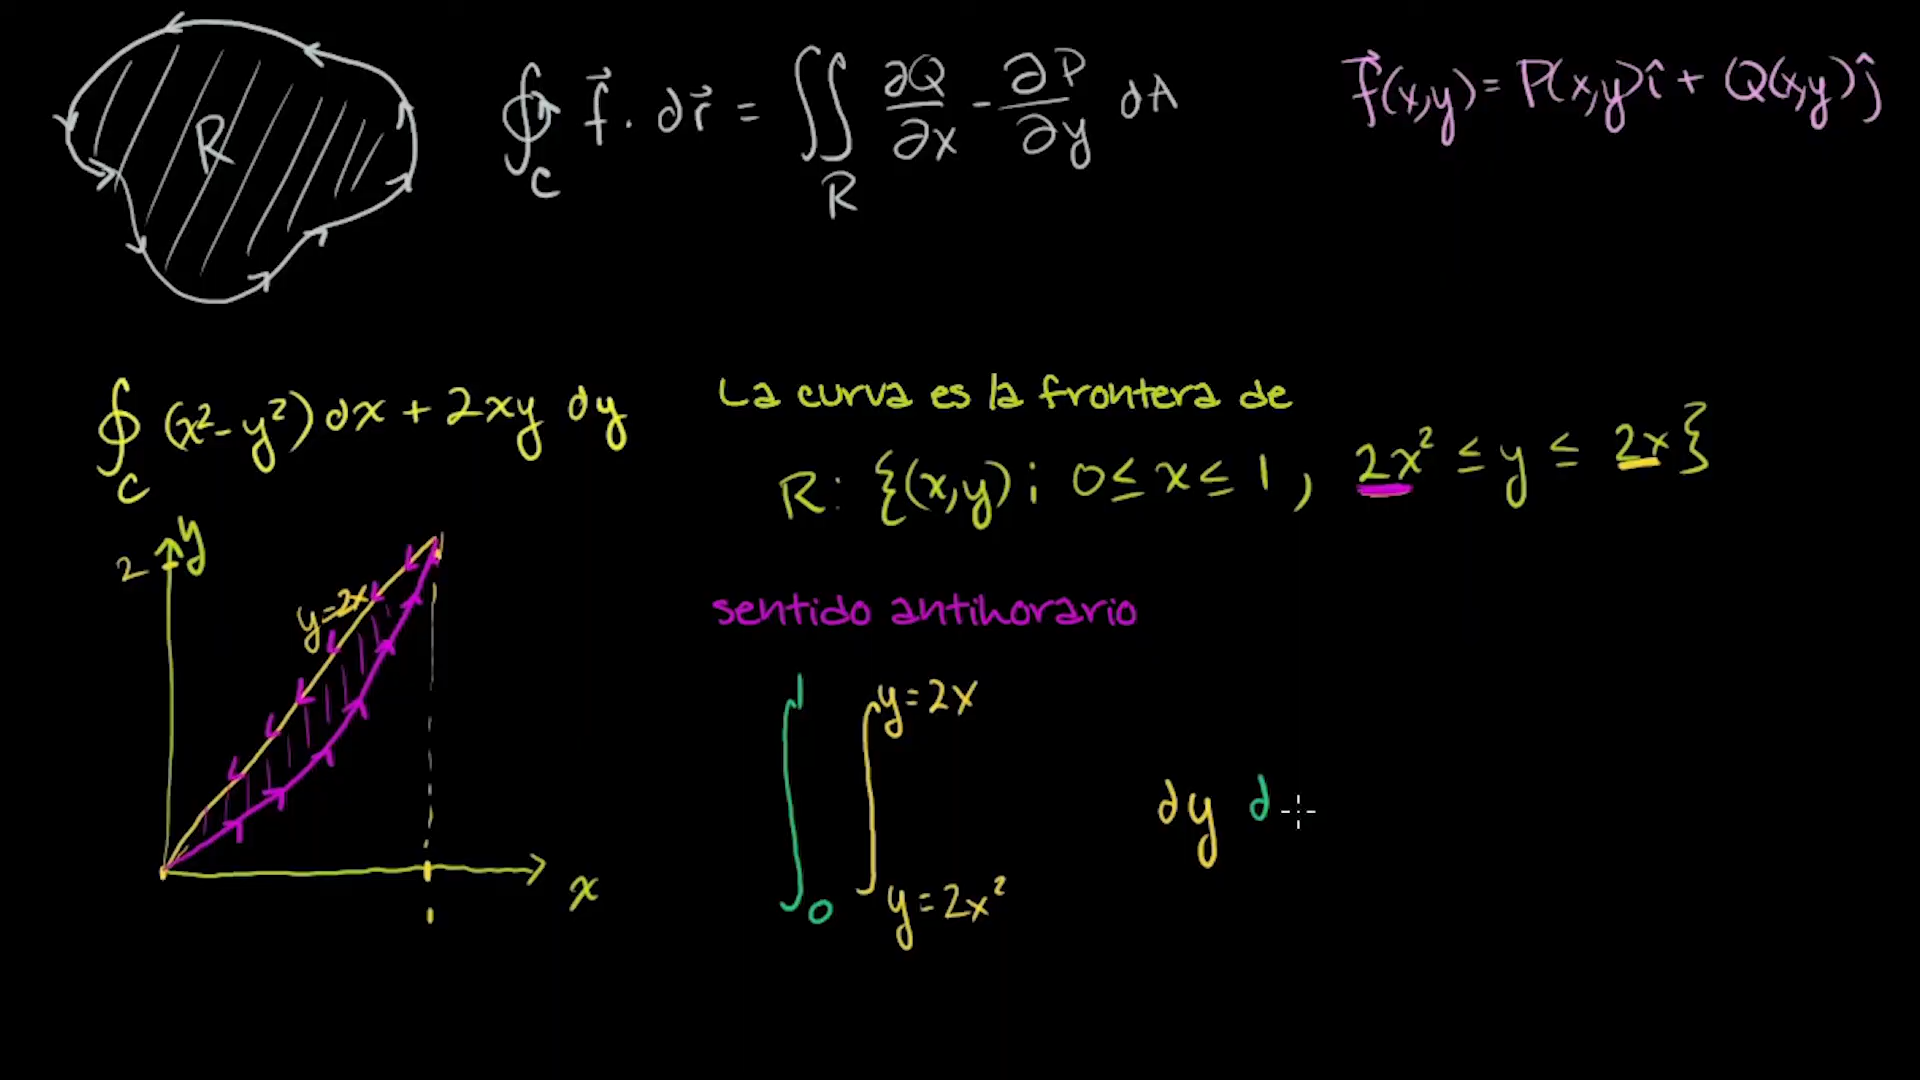 R
∮_C f⃗ · dr⃗ = ∬_R ∂Q/∂x - ∂P/∂y dA
f⃗(x,y) = P(x,y)î + Q(x,y)ĵ
∮_C (x² - y²) dx + 2xy dy
La curva es la frontera de
R: {(x,y); 0 ≤ x ≤ 1, 2x² ≤ y ≤ 2x}
y
2
y=2x
x
1
sentido antihorario
∫_0^1 ∫_{y=2x²}^{y=2x} dy d